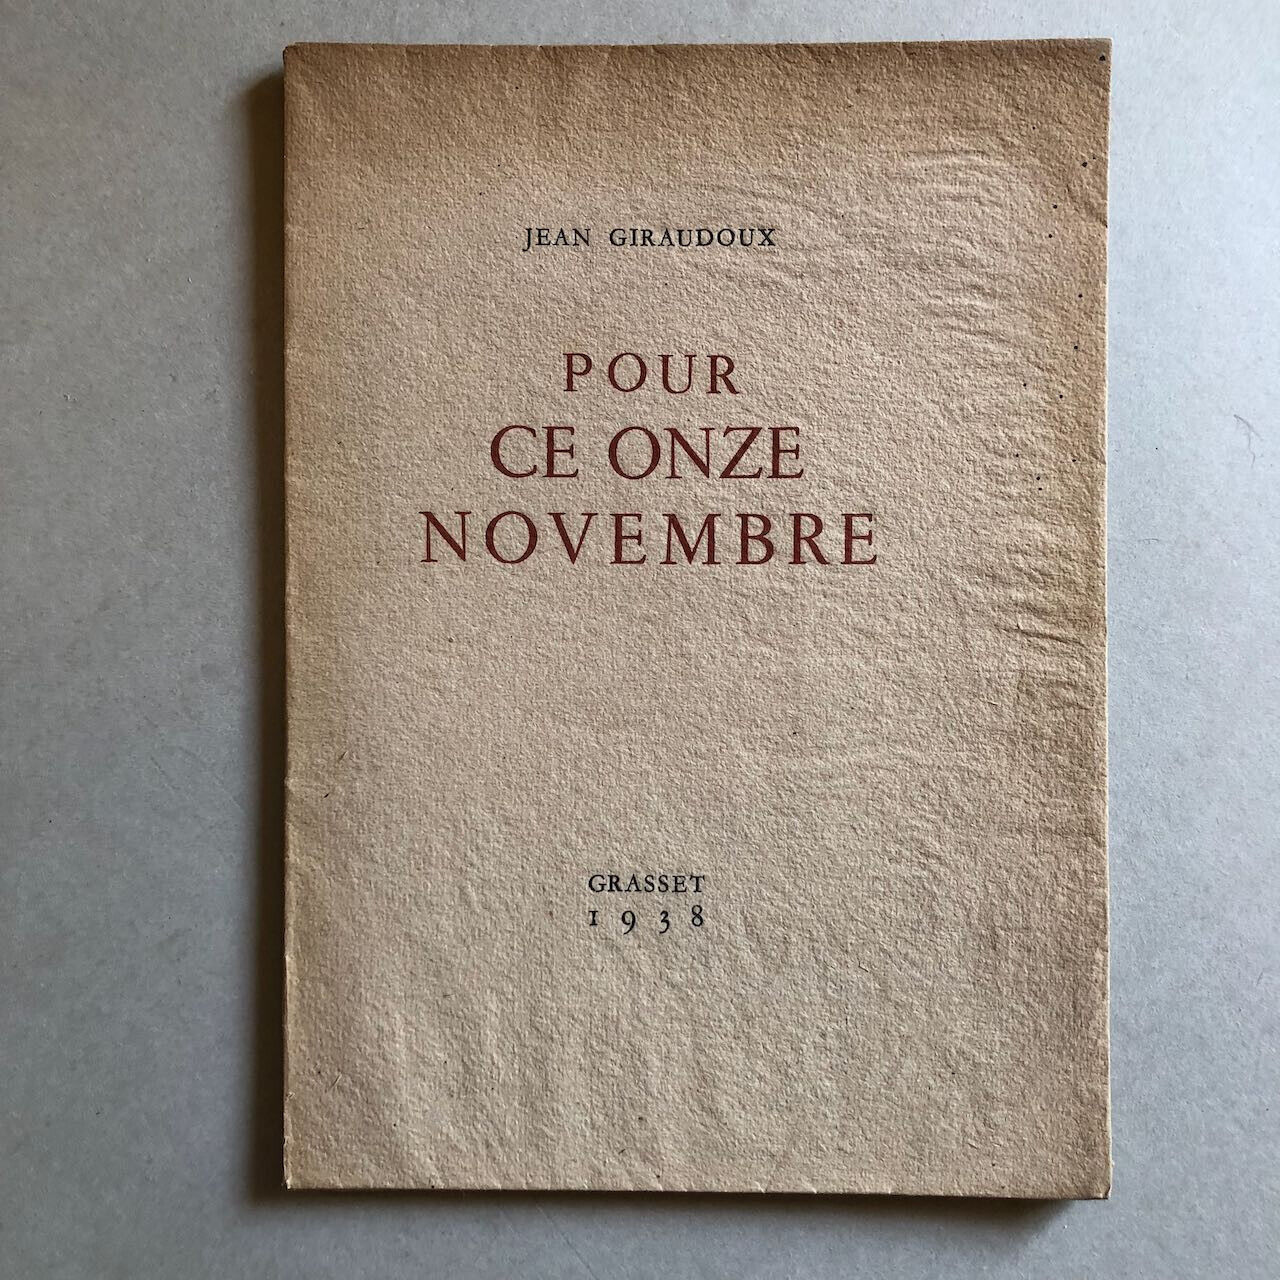 JEAN GIRAUDOUX
POUR
CE ONZE
NOVEMBRE
GRASSET
1938